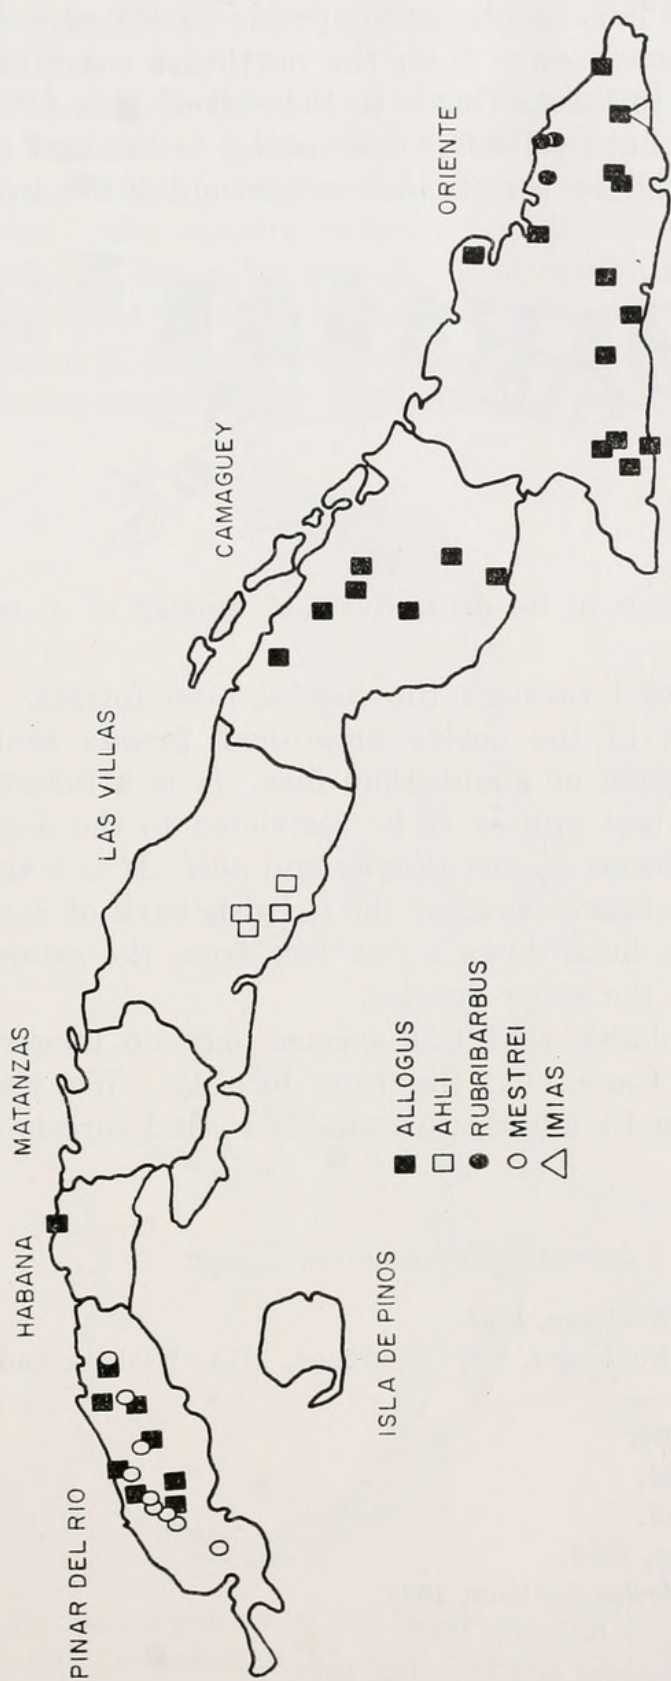 PINAR DEL RIO
HABANA
MATANZAS
LAS VILLAS
CAMAGUEY
ORIENTE
ISLA DE PINOS
ALLOGUS
AHLI
RUBRIBARBUS
MESTREI
IMIAS